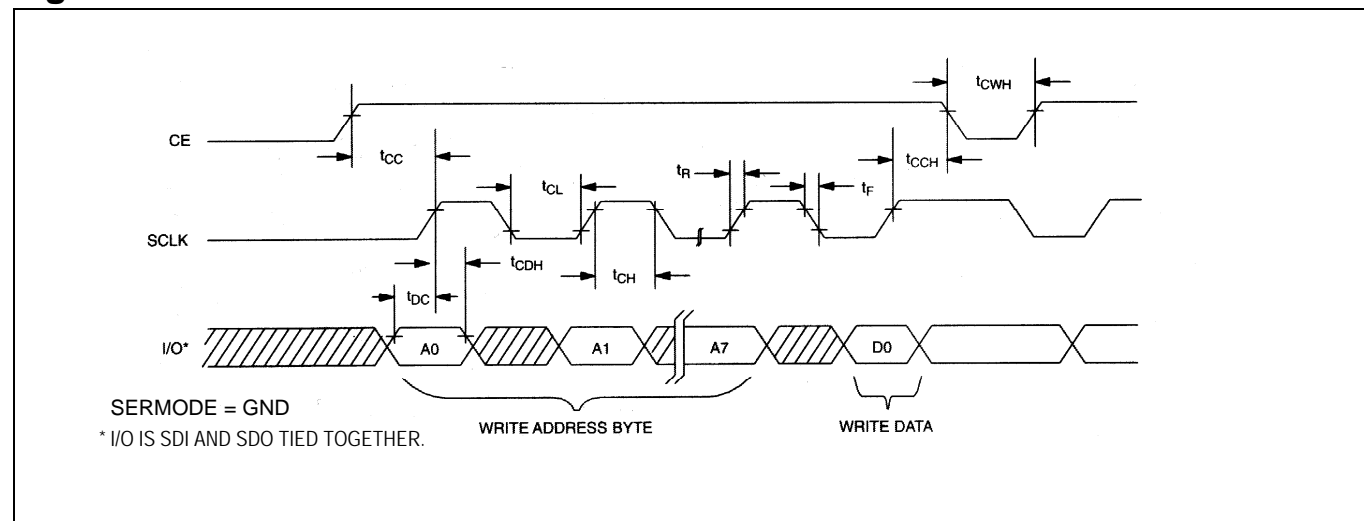 tCWH
CE
tCC
tCCH
tR
tCL
tF
SCLK
tCDH
tCH
tDC
I/O*
A0
A1
A7
D0
SERMODE = GND
WRITE ADDRESS BYTE
WRITE DATA
* I/O IS SDI AND SDO TIED TOGETHER.